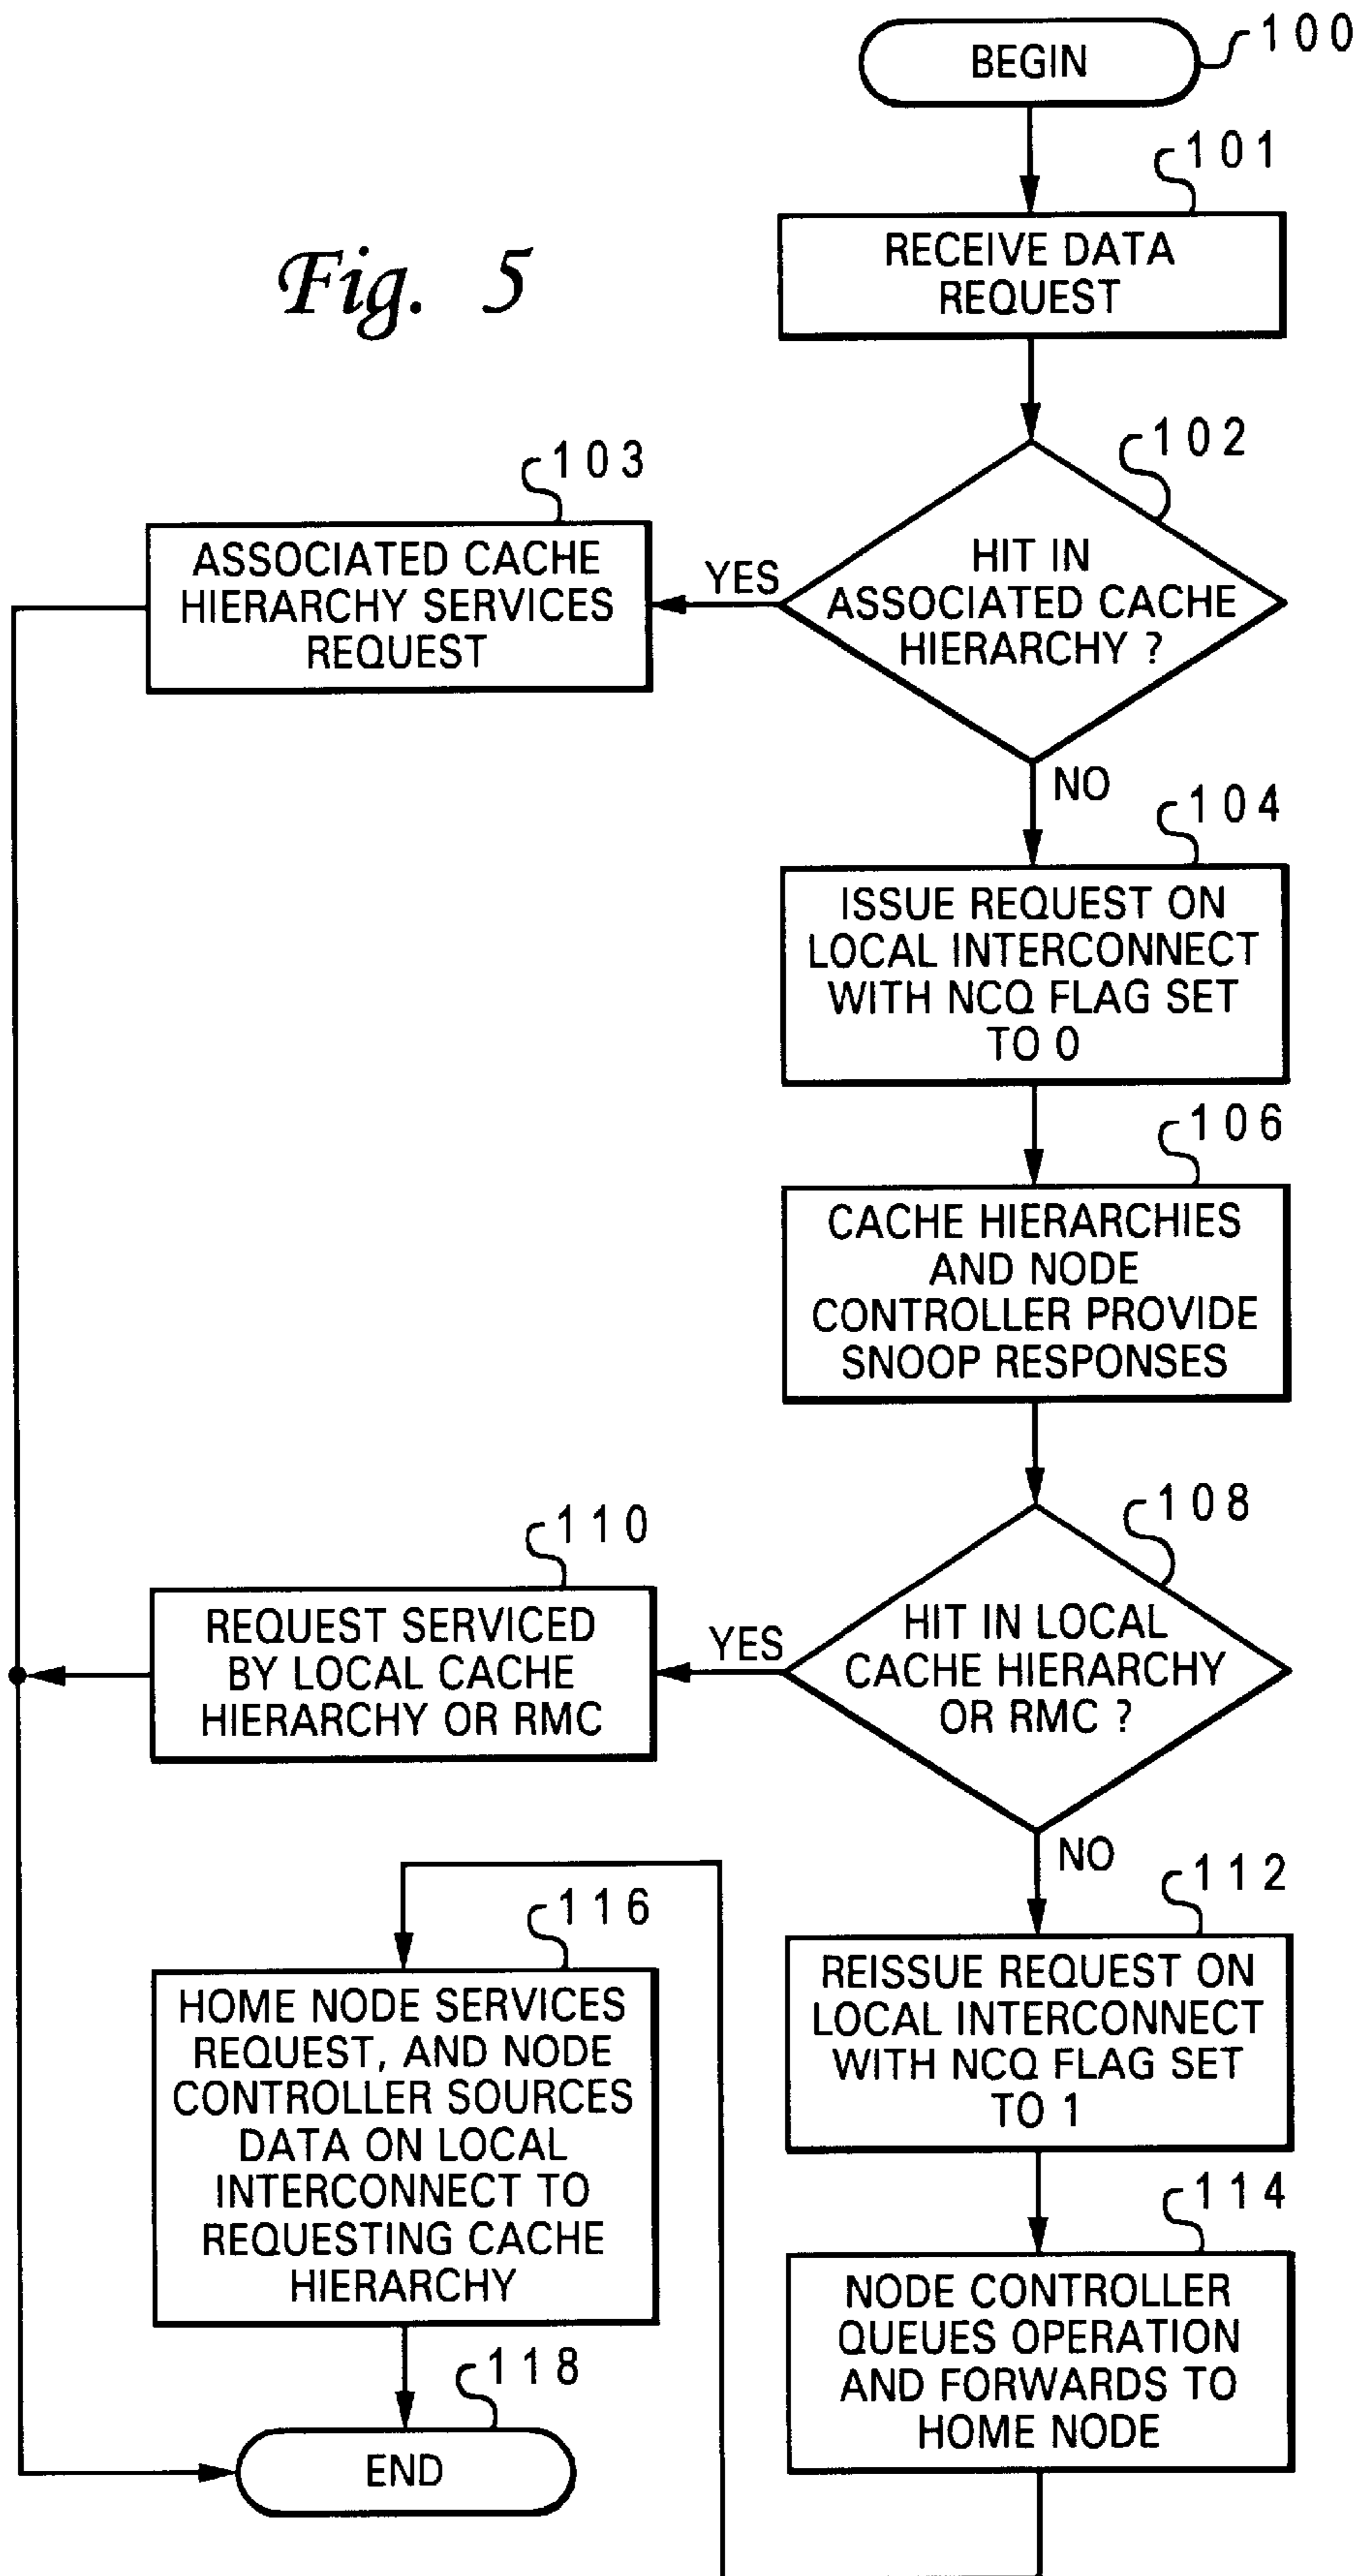 BEGIN
100
101
Fig. 5
RECEIVE DATA
REQUEST
102
103
ASSOCIATED CACHE
HIERARCHY SERVICES
REQUEST
YES
HIT IN
ASSOCIATED CACHE
HIERARCHY ?
NO
104
ISSUE REQUEST ON
LOCAL INTERCONNECT
WITH NCQ FLAG SET
TO 0
106
CACHE HIERARCHIES
AND NODE
CONTROLLER PROVIDE
SNOOP RESPONSES
108
110
REQUEST SERVICED
BY LOCAL CACHE
HIERARCHY OR RMC
YES
HIT IN LOCAL
CACHE HIERARCHY
OR RMC ?
NO
112
REISSUE REQUEST ON
LOCAL INTERCONNECT
WITH NCQ FLAG SET
TO 1
114
NODE CONTROLLER
QUEUES OPERATION
AND FORWARDS TO
HOME NODE
116
HOME NODE SERVICES
REQUEST, AND NODE
CONTROLLER SOURCES
DATA ON LOCAL
INTERCONNECT TO
REQUESTING CACHE
HIERARCHY
118
END